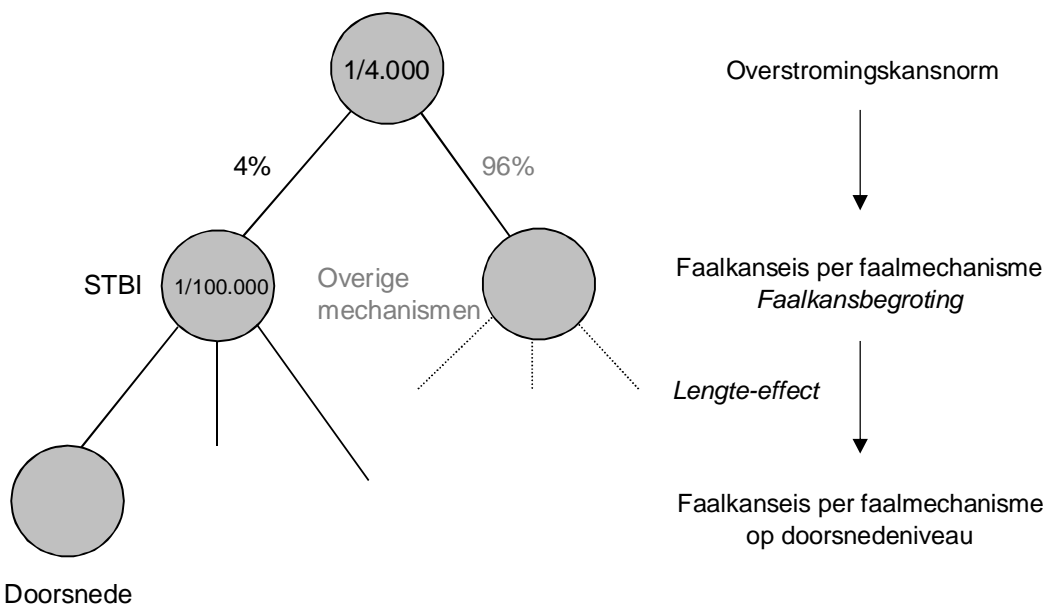 1/4.000
Overstromingskansnorm
4%
96%
STBI
1/100.000
Overige
mechanismen
Faalkanseis per faalmechanisme
Faalkansbegroting
Lengte-effect
Faalkanseis per faalmechanisme
op doorsnedeniveau
Doorsnede